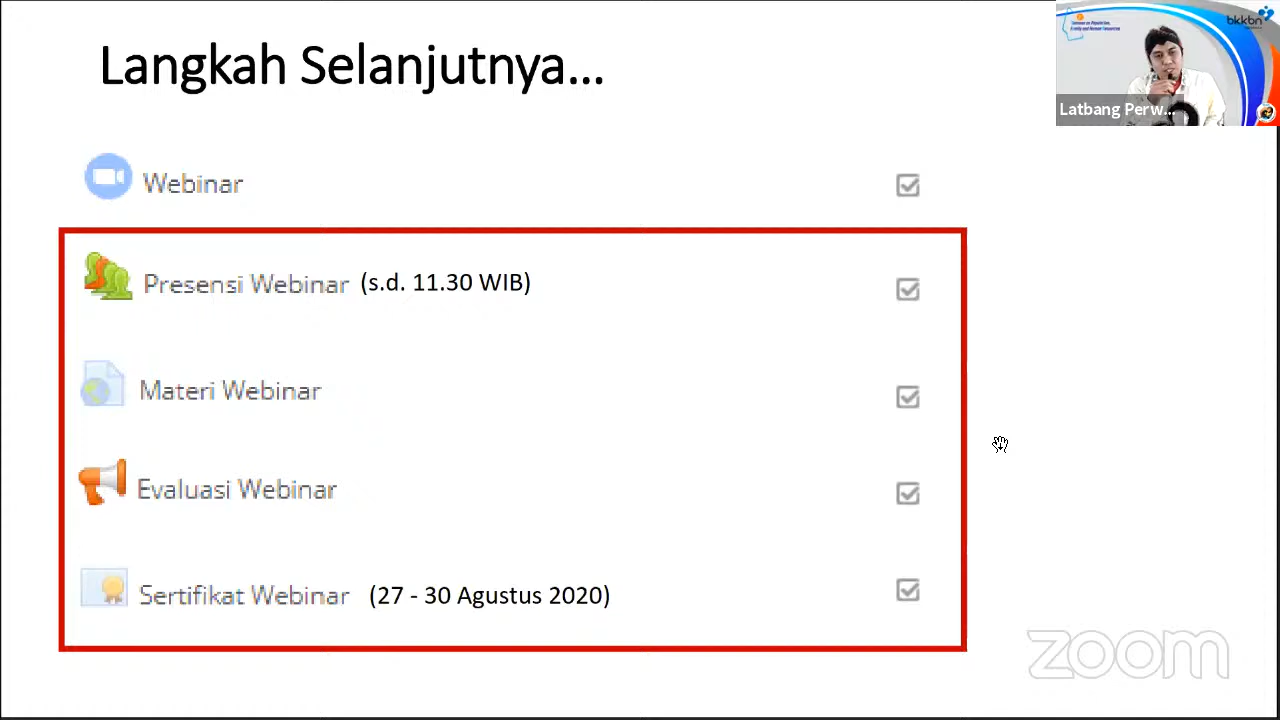 Langkah Selanjutnya...
bkkbn
Latbang Perw...
Webinar
Presensi Webinar (s.d. 11.30 WIB)
Materi Webinar
Evaluasi Webinar
Sertifikat Webinar (27 - 30 Agustus 2020)
zoom